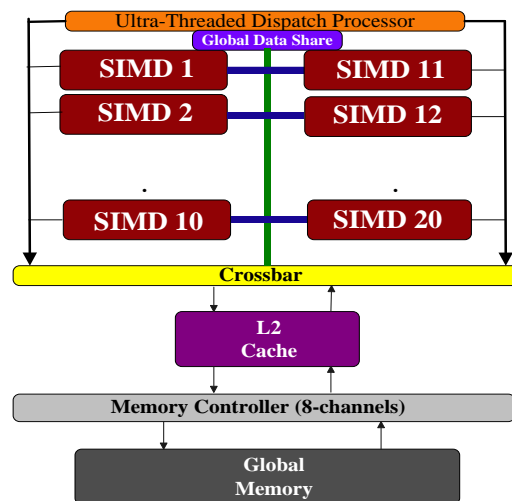 Ultra-Threaded Dispatch Processor
Global Data Share
SIMD 1
SIMD 11
SIMD 2
SIMD 12
.
.
SIMD 10
SIMD 20
Crossbar
L2
Cache
Memory Controller (8-channels)
Global
Memory